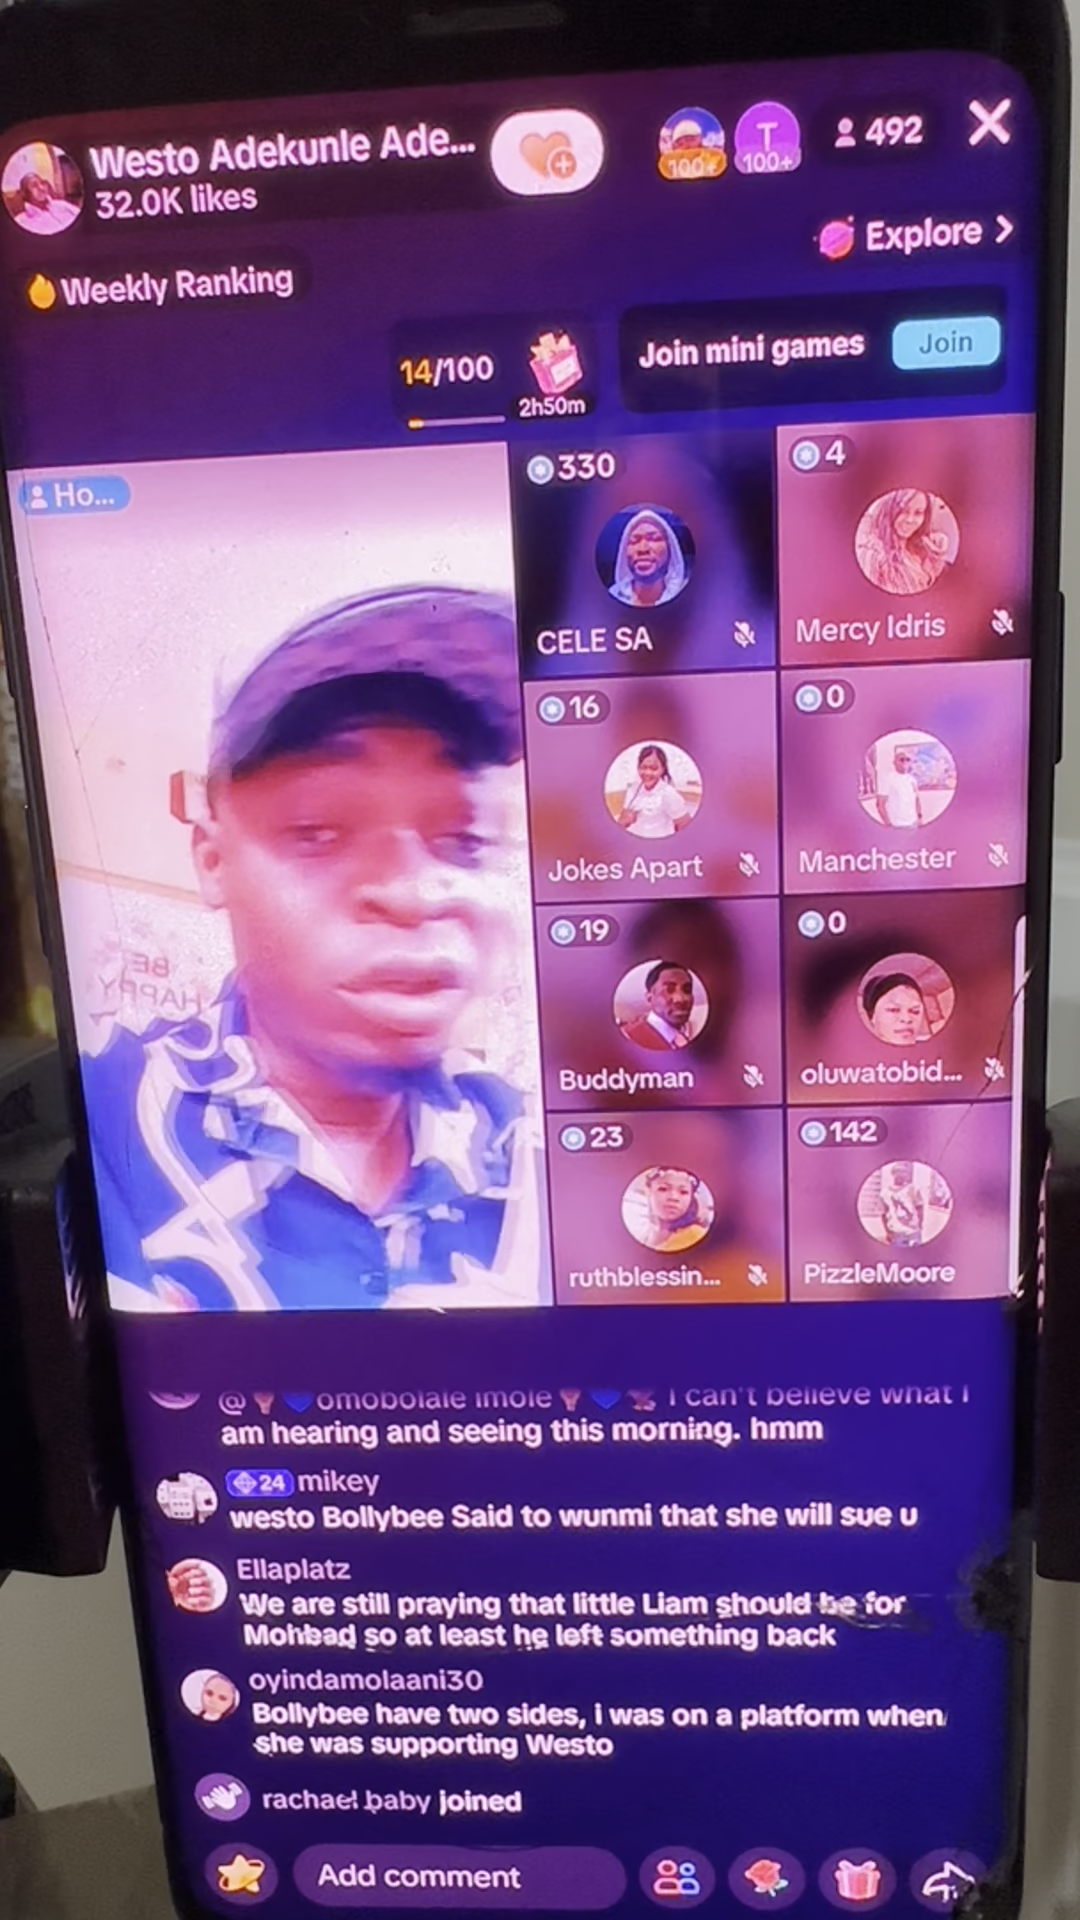 Westo Adekunle Ade...
32.0K likes
100+
T
100+
492
Explore >
Weekly Ranking
14/100
2h50m
Join mini games
Join
Ho...
330
CELE SA
4
Mercy Idris
16
Jokes Apart
0
Manchester
BE
HAPPY
19
Buddyman
0
oluwatobid...
23
ruthblessin...
142
PizzleMoore
@ omobolale imole I can't believe what I
am hearing and seeing this morning. hmm
24 mikey
westo Bollybee Said to wunmi that she will sue u
Ellaplatz
We are still praying that little Liam should be for
Mohbad so at least he left something back
oyindamolaani30
Bollybee have two sides, i was on a platform when
she was supporting Westo
rachael baby joined
Add comment